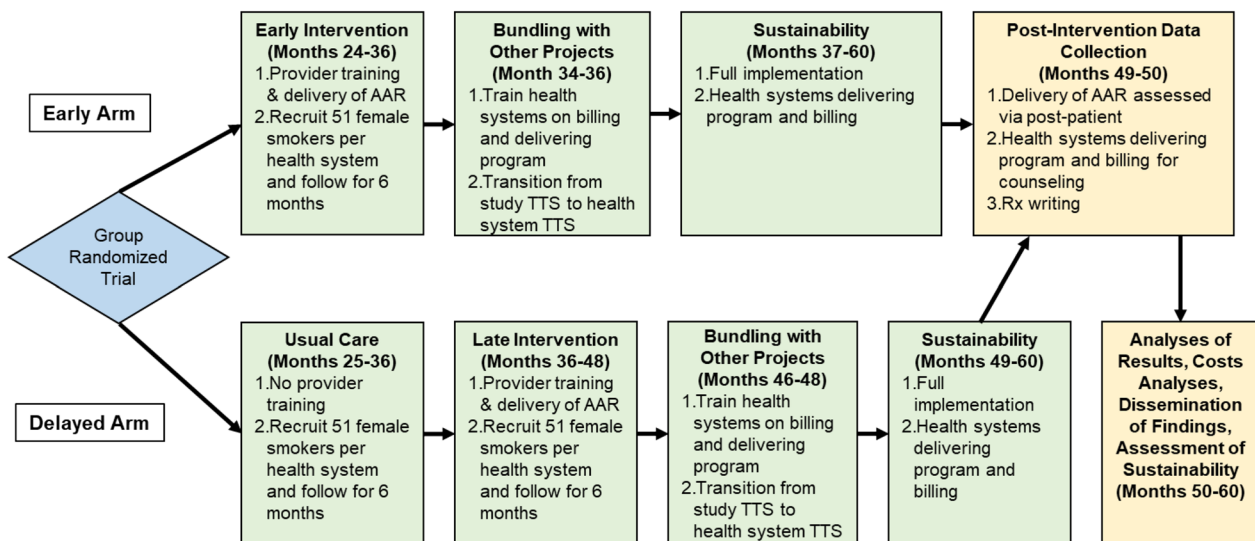 Early Arm
Group
Randomized
Trial
Delayed Arm
Early Intervention
(Months 24-36)
1.Provider training
& delivery of AAR
2.Recruit 51 female
smokers per
health system
and follow for 6
months
Bundling with
Other Projects
(Month 34-36)
1.Train health
systems on billing
and delivering
program
2.Transition from
study TTS to health
system TTS
Sustainability
(Months 37-60)
1.Full implementation
2.Health systems delivering
program and billing
Post-Intervention Data
Collection
(Months 49-50)
1.Delivery of AAR assessed
via post-patient
2.Health systems delivering
program and billing for
counseling
3.Rx writing
Usual Care
(Months 25-36)
1.No provider
training
2.Recruit 51 female
smokers per
health system
and follow for 6
months
Late Intervention
(Months 36-48)
1.Provider training
& delivery of AAR
2.Recruit 51 female
smokers per
health system
and follow for 6
months
Bundling with
Other Projects
(Months 46-48)
1.Train health
systems on billing
and delivering
program
2.Transition from
study TTS to
health system TTS
Sustainability
(Months 49-60)
1.Full
implementation
2.Health systems
delivering
program and
billing
Analyses of
Results, Costs
Analyses,
Dissemination
of Findings,
Assessment of
Sustainability
(Months 50-60)